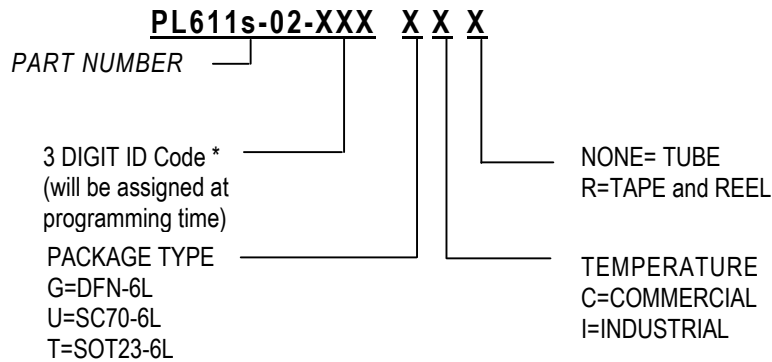 PL611s-02-XXX X X X
PART NUMBER
3 DIGIT ID Code *
(will be assigned at
programming time)
PACKAGE TYPE
G=DFN-6L
U=SC70-6L
T=SOT23-6L
NONE= TUBE
R=TAPE and REEL
TEMPERATURE
C=COMMERCIAL
I=INDUSTRIAL